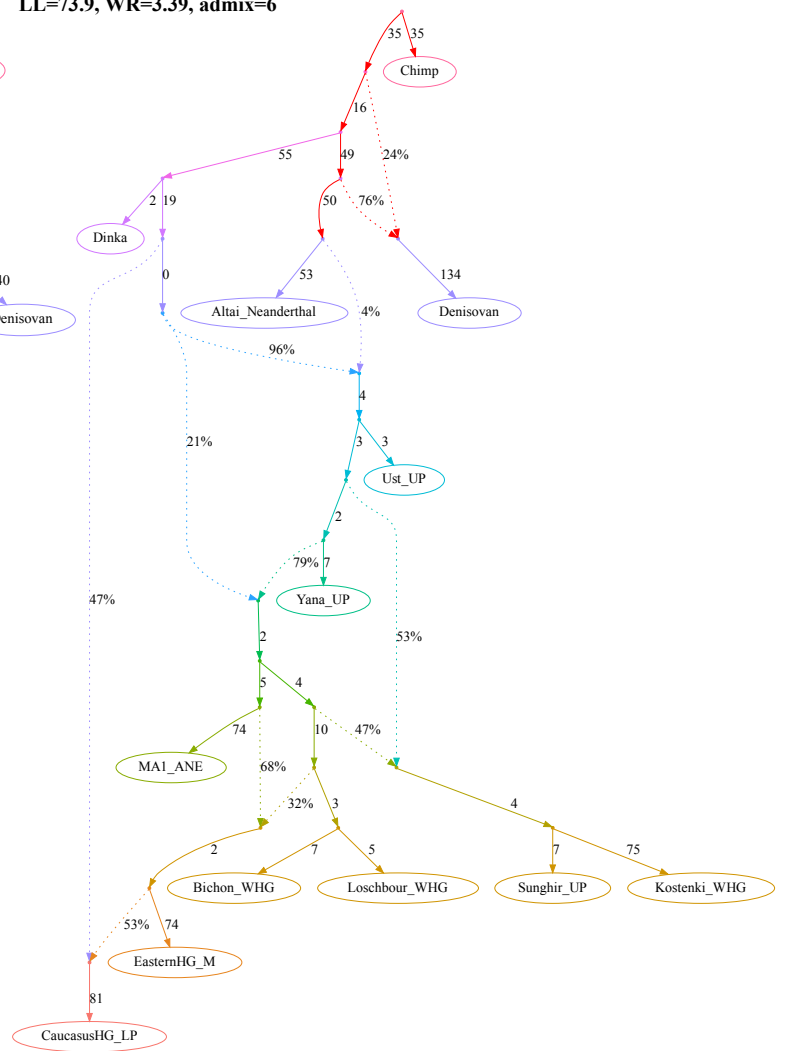 LL=73.9, WR=3.39, admix=6
35 35
Chimp
16
55 49 24%
2 19 50 76%
Dinka
40 0 53 134
enisovan Altai_Neanderthal 4% Denisovan
96%
4
21% 3 3
Ust_UP
2
79% 7
47% Yana_UP
2 53%
5 4
74 10 47%
MA1_ANE 68%
32% 3 4
2 7 5 7 75
Bichon_WHG Loschbour_WHG Sunghir_UP Kostenki_WHG
53% 74
EasternHG_M
81
CaucasusHG_LP